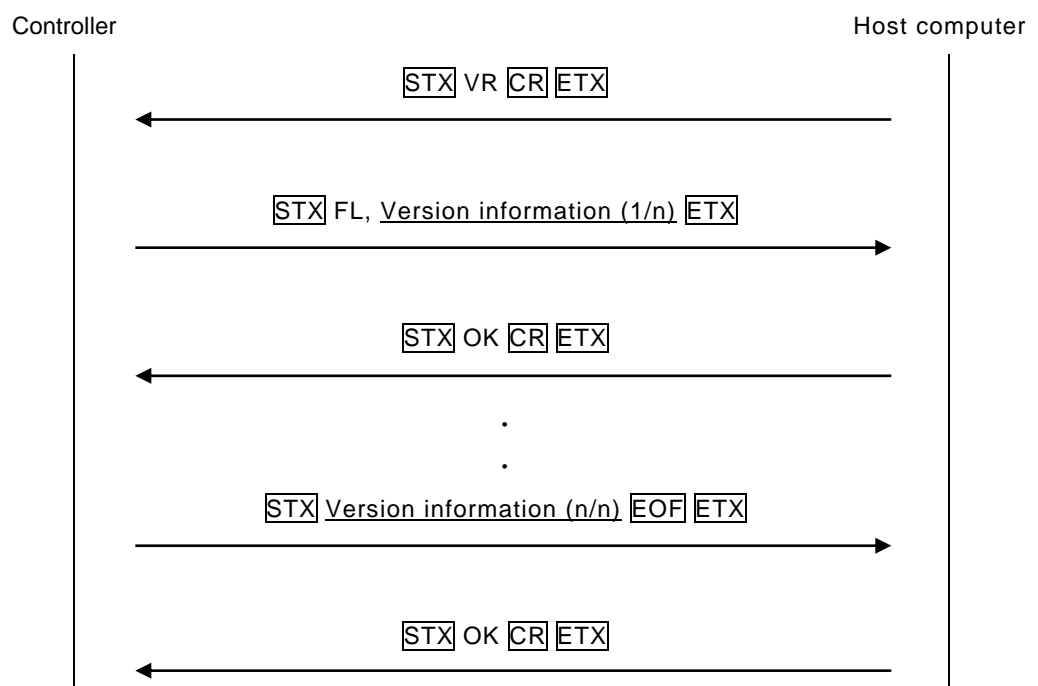 Controller Host computer
STX VR CR ETX
STX FL, Version information (1/n) ETX
STX OK CR ETX
.
.
STX Version information (n/n) EOF ETX
STX OK CR ETX